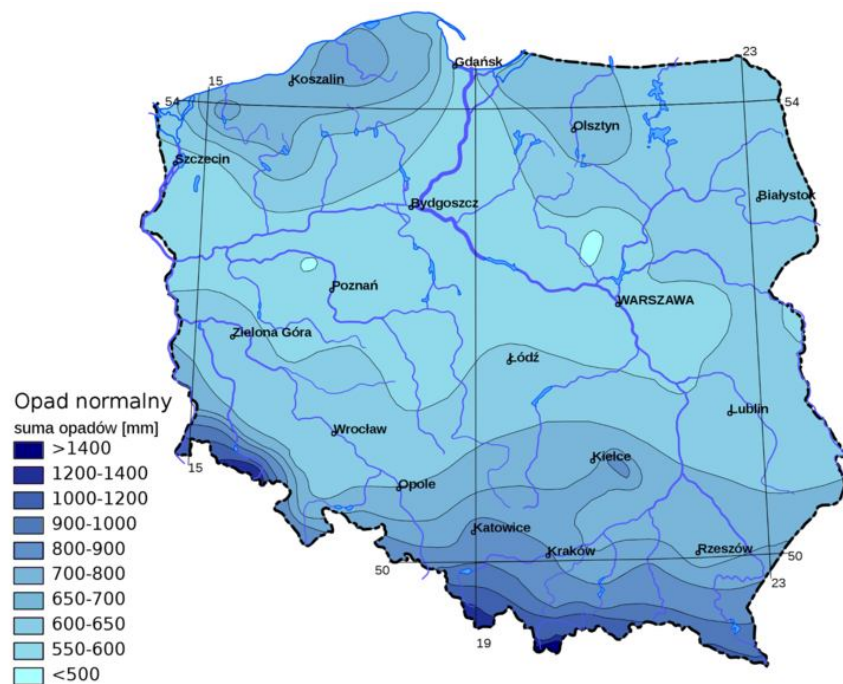 23
Gdańsk
15
Koszalin
54
54
Olsztyn
Szczecin
Białystok
Bydgoszcz
Poznań
WARSZAWA
Zielona Góra
Łódź
Opad normalny
Lublin
suma opadów [mm]
Wrocław
>1400
Kielce
15
1200-1400
Opole
1000-1200
900-1000
Katowice
800-900
Kraków
Rzeszów
50
50
700-800
23
650-700
600-650
19
550-600
<500